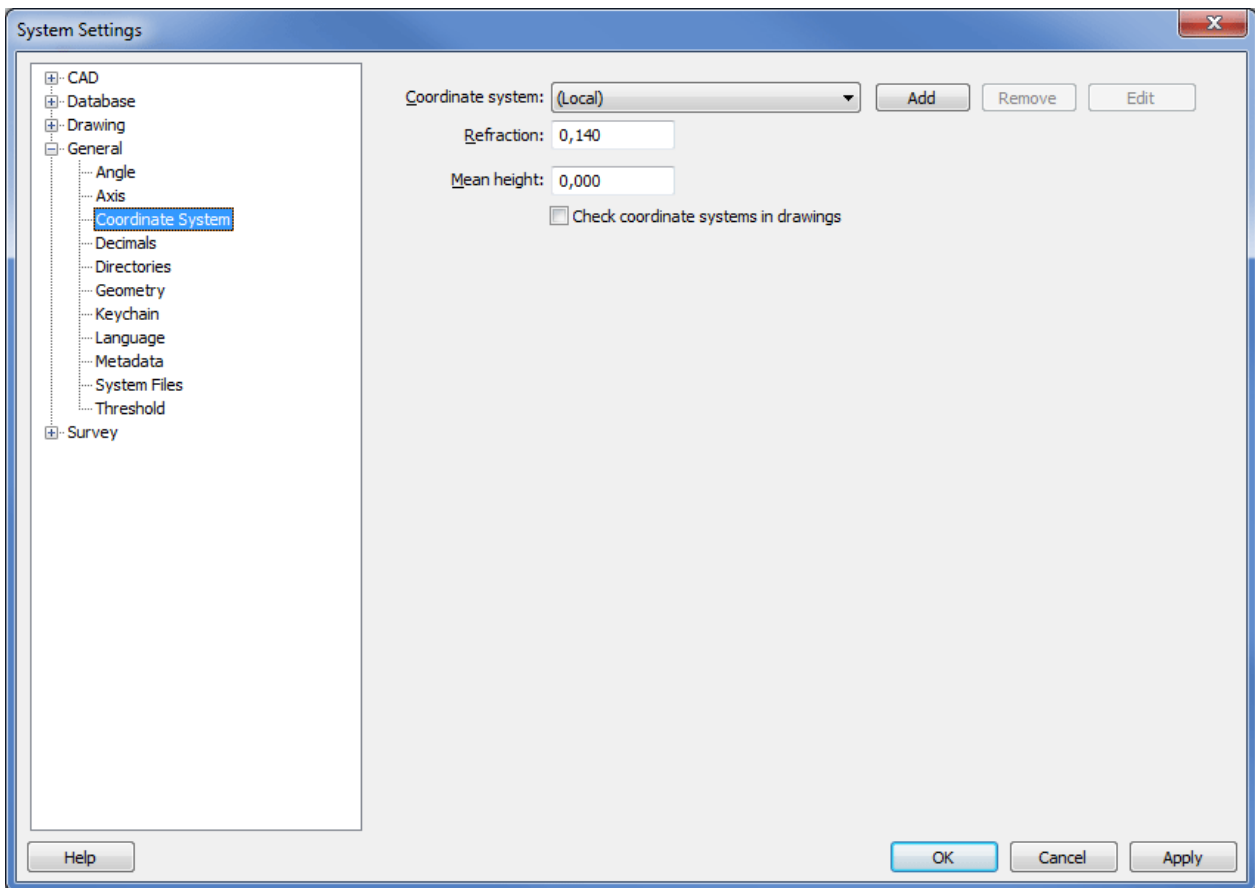 System Settings
CAD
Database
Drawing
General
Angle
Axis
Coordinate System
Decimals
Directories
Geometry
Keychain
Language
Metadata
System Files
Threshold
Survey
Coordinate system: (Local) Add Remove Edit
Refraction: 0,140
Mean height: 0,000
Check coordinate systems in drawings
Help OK Cancel Apply